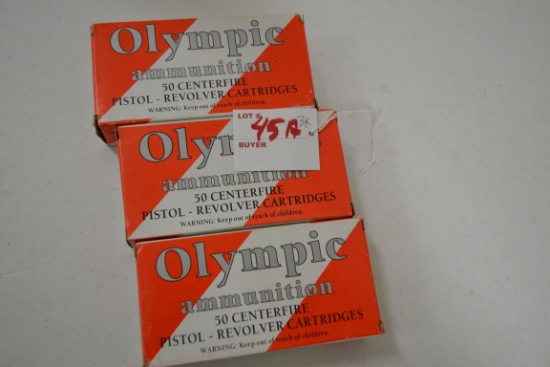 Olympic
ammunition
50 CENTERFIRE
PISTOL - REVOLVER CARTRIDGES
WARNING: Keep out of reach of children.
LOT #
45A
BUYER
Olym
ammunition
50 CENTERFIRE
PISTOL - REVOLVER CARTRIDGES
WARNING: Keep out of reach of children.
Olympic
ammunition
50 CENTERFIRE
PISTOL - REVOLVER CARTRIDGES
WARNING: Keep out of reach of children.